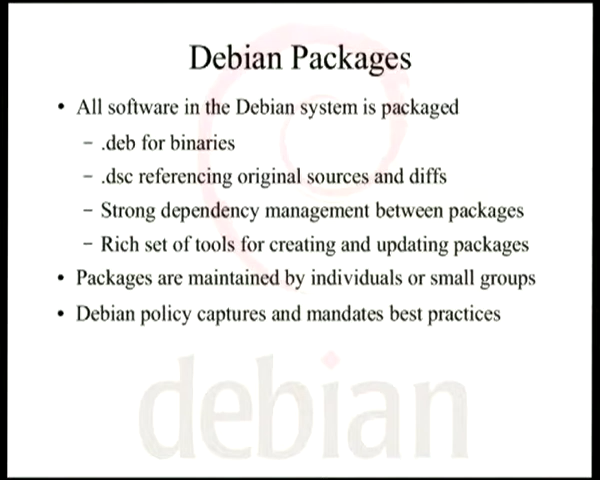 Debian Packages
• All software in the Debian system is packaged
– .deb for binaries
– .dsc referencing original sources and diffs
– Strong dependency management between packages
– Rich set of tools for creating and updating packages
• Packages are maintained by individuals or small groups
• Debian policy captures and mandates best practices
debian